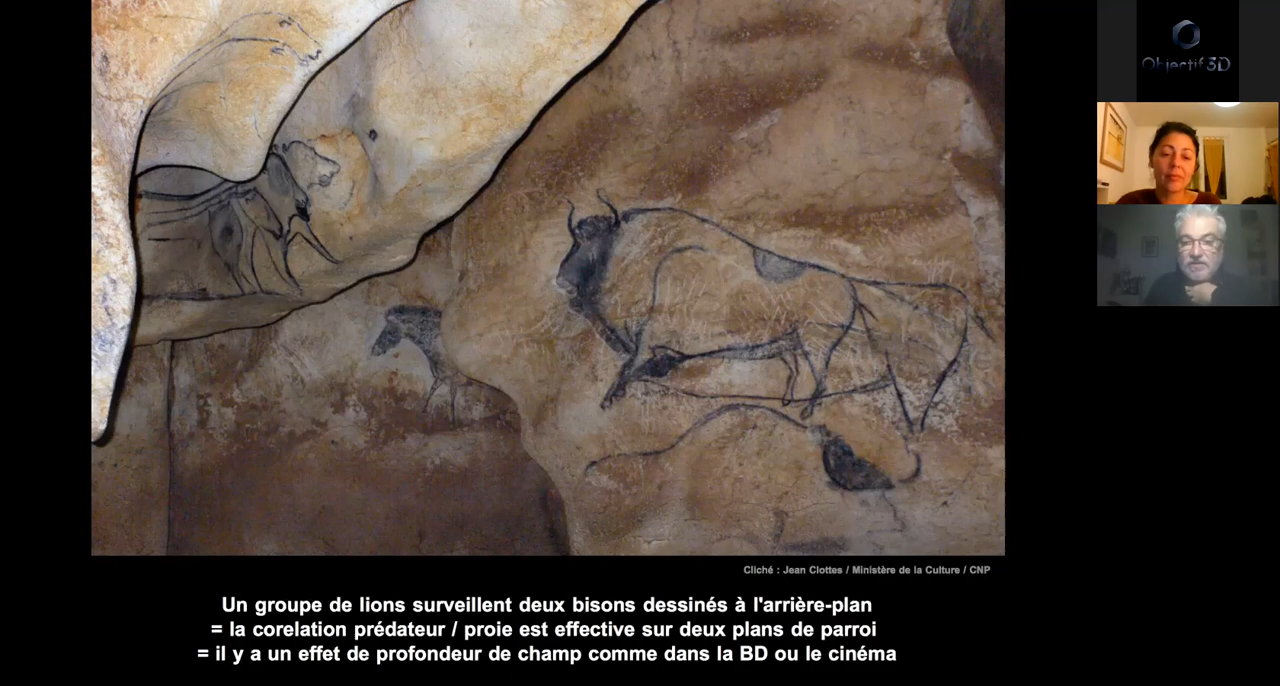 Objectif 3D
Cliché : Jean Clottes / Ministère de la Culture / CNP
Un groupe de lions surveillent deux bisons dessinés à l'arrière-plan
= la corelation prédateur / proie est effective sur deux plans de parroi
= il y a un effet de profondeur de champ comme dans la BD ou le cinéma